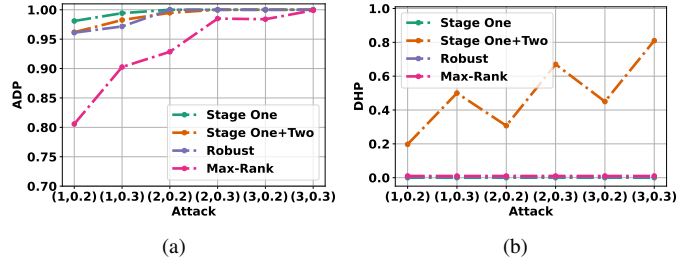 ADP
1.00
0.95
0.90
0.85
0.80
0.75
0.70
Stage One
Stage One+Two
Robust
Max-Rank
(1,0.2) (1,0.3) (2,0.2) (2,0.3) (3,0.2) (3,0.3)
Attack
(a)
DHP
1.0
0.8
0.6
0.4
0.2
0.0
Stage One
Stage One+Two
Robust
Max-Rank
(1,0.2) (1,0.3) (2,0.2) (2,0.3) (3,0.2) (3,0.3)
Attack
(b)